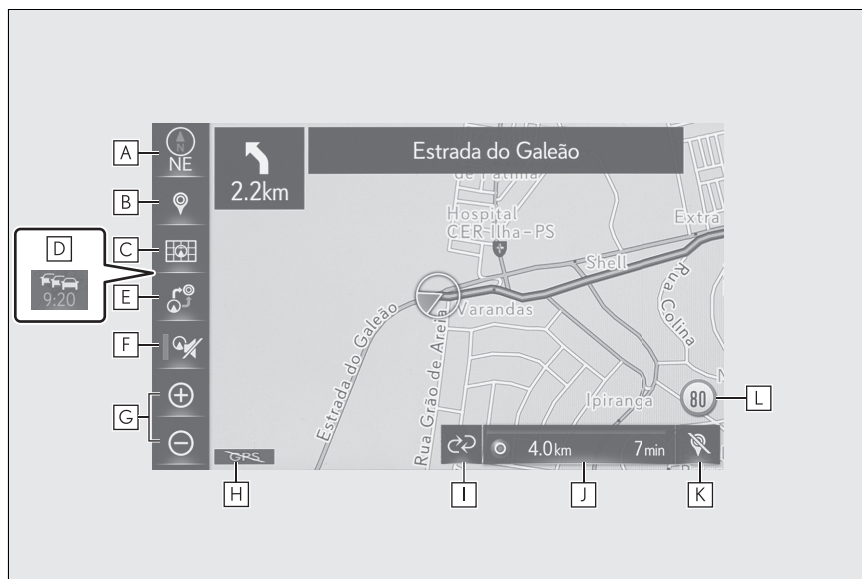 A
N
NE
2.2km
Estrada do Galeão
de Fatima
B
Hospital
CER Ilha-PS
Extra
D
C
Shell
9:20
E
Rua Colina
Varandas
F
Estrada do Galeão
Rua Grão de Areia
G
Ipiranga
80
L
GPS
4.0km
7min
H
I
J
K